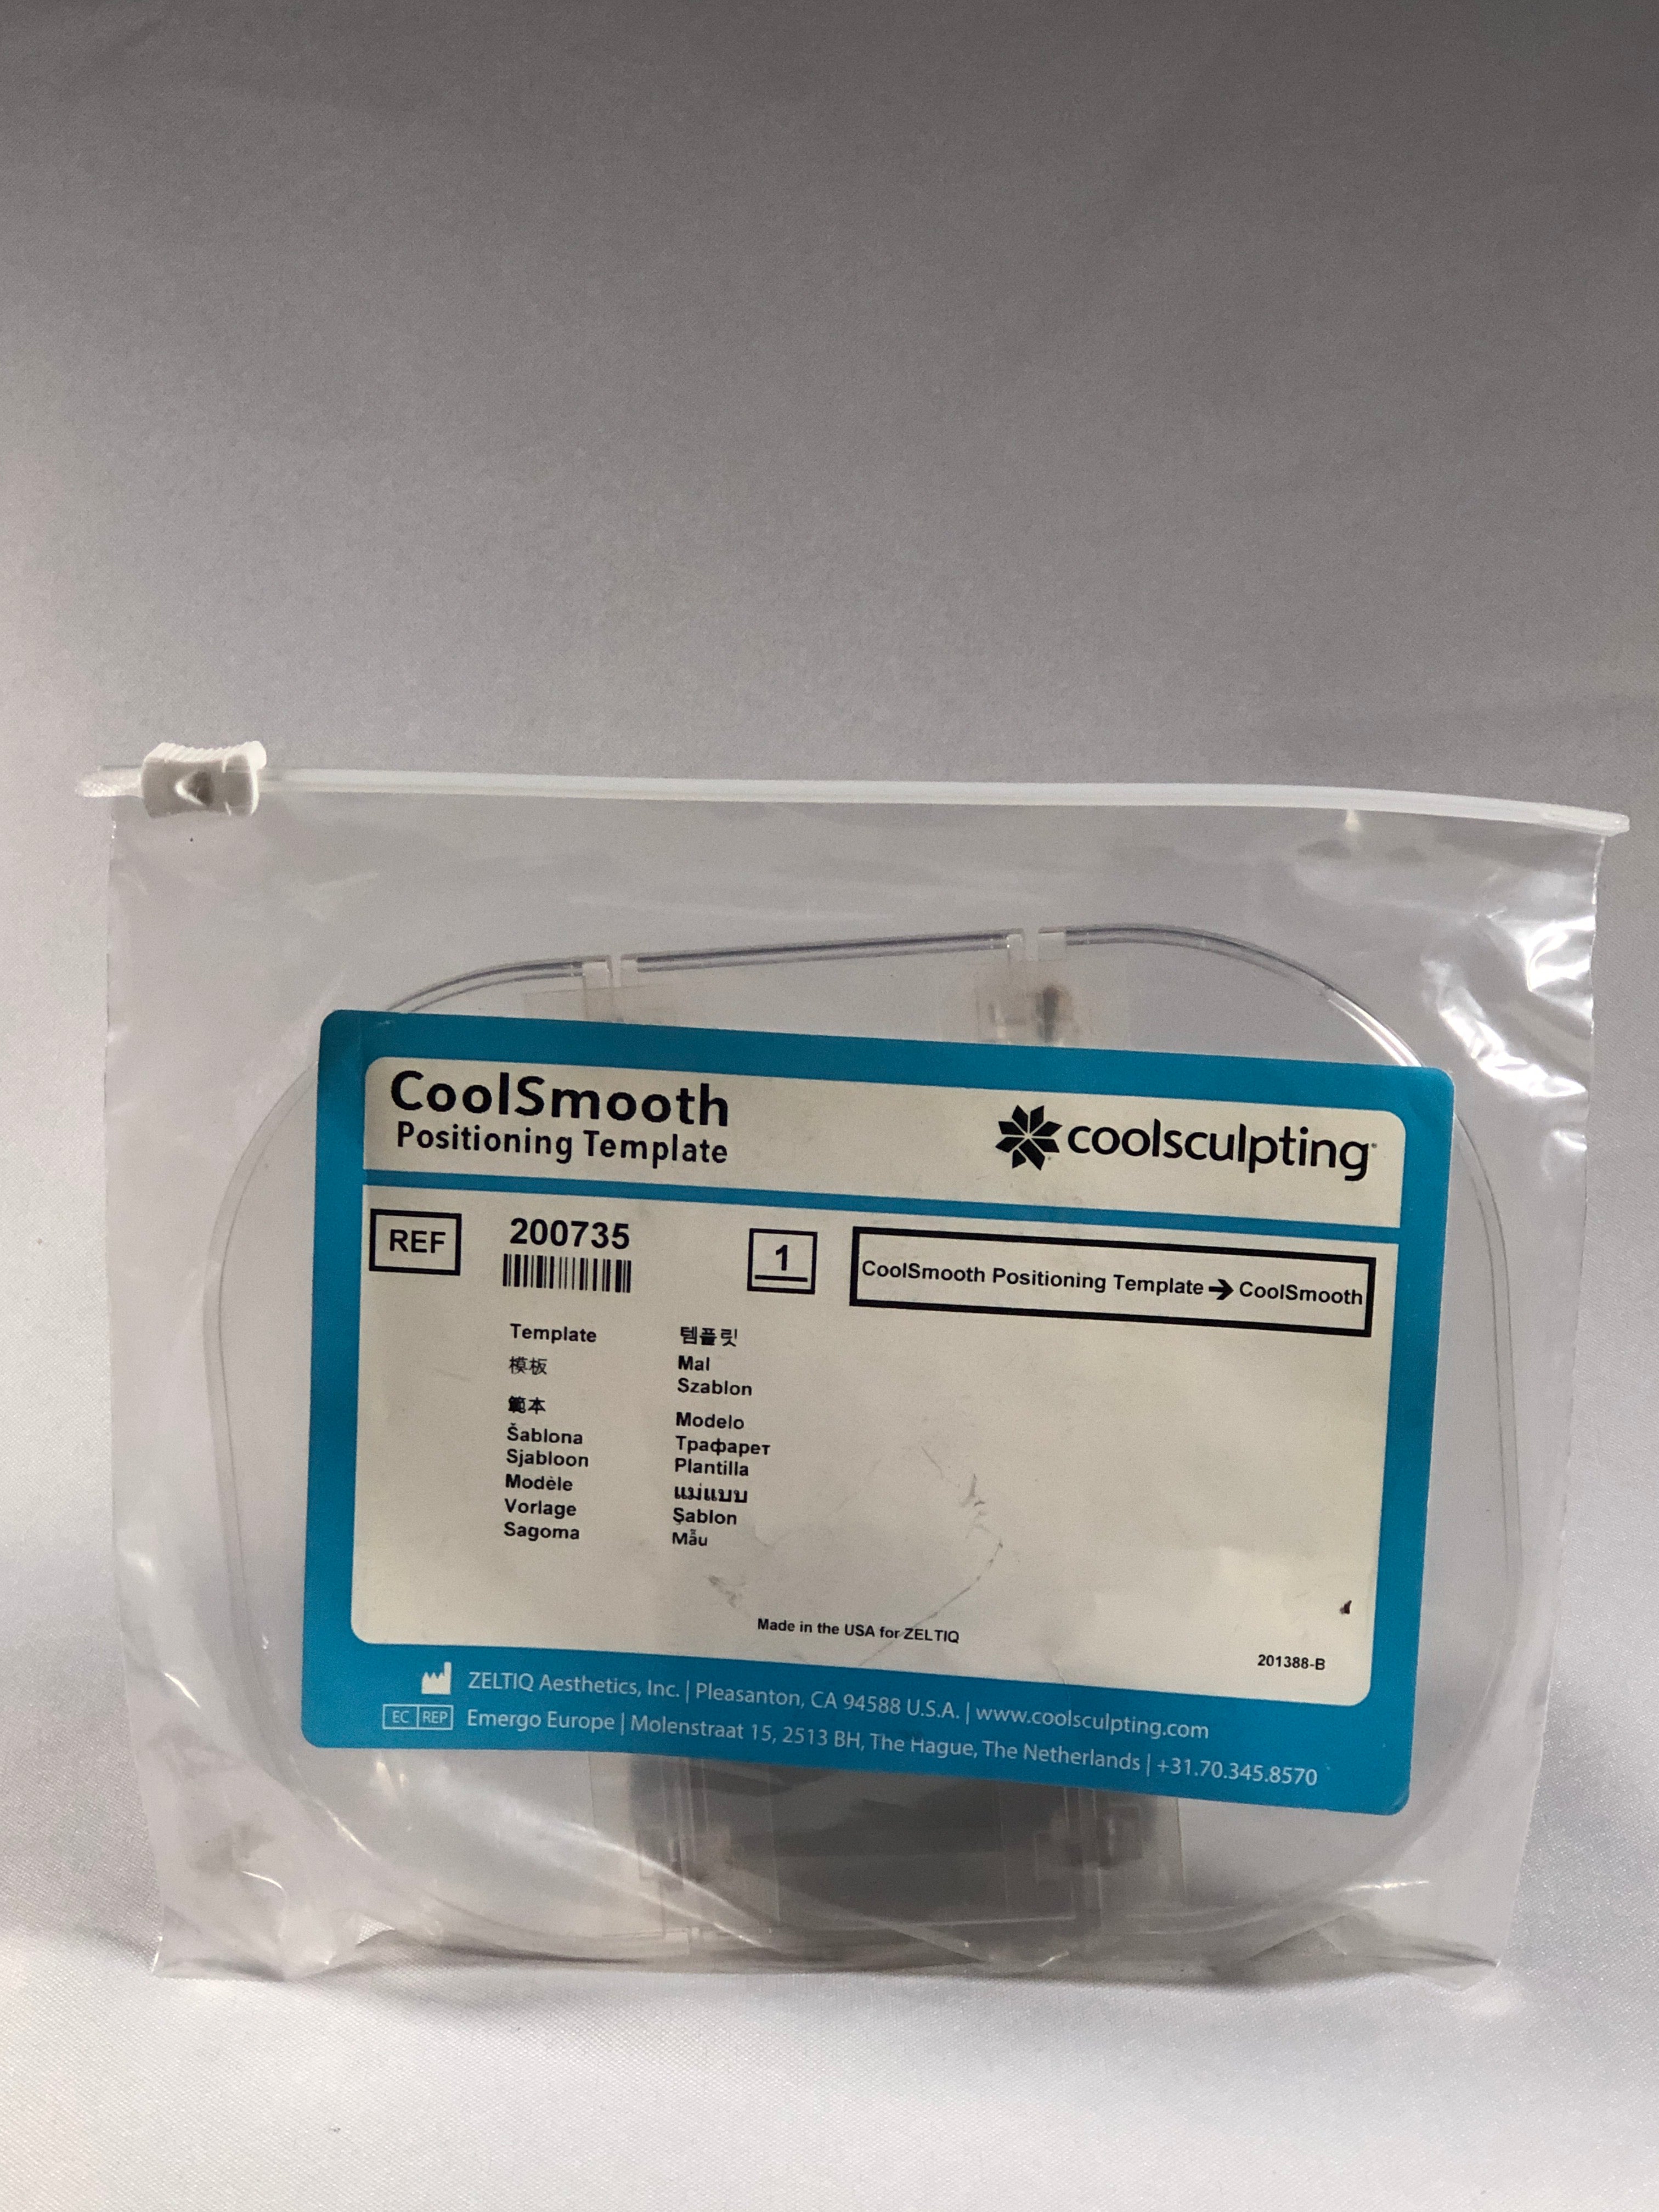 CoolSmooth
Positioning Template
coolsculpting
REF
200735
1
CoolSmooth Positioning Template → CoolSmooth
Template
模板
範本
Šablona
Sjabloon
Modèle
Vorlage
Sagoma
템플릿
Mal
Szablon
Modelo
Трафарет
Plantilla
แม่แบบ
Şablon
Mẫu
Made in the USA for ZELTIQ
201388-B
ZELTIQ Aesthetics, Inc. | Pleasanton, CA 94588 U.S.A. | www.coolsculpting.com
EC REP Emergo Europe | Molenstraat 15, 2513 BH, The Hague, The Netherlands | +31.70.345.8570